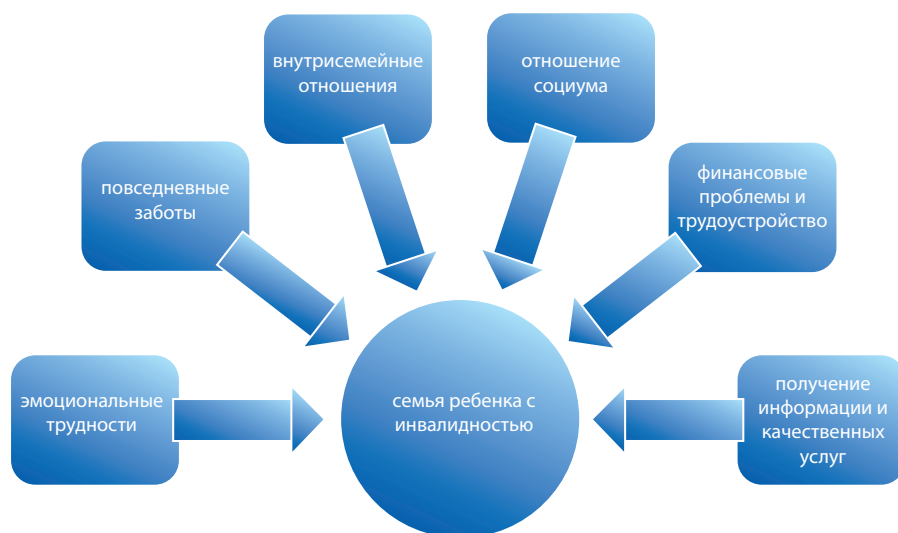 внутрисемейные
отношения
отношение
социума
повседневные
заботы
финансовые
проблемы и
трудоустройство
эмоциональные
трудности
семья ребенка с
инвалидностью
получение
информации и
качественных
услуг